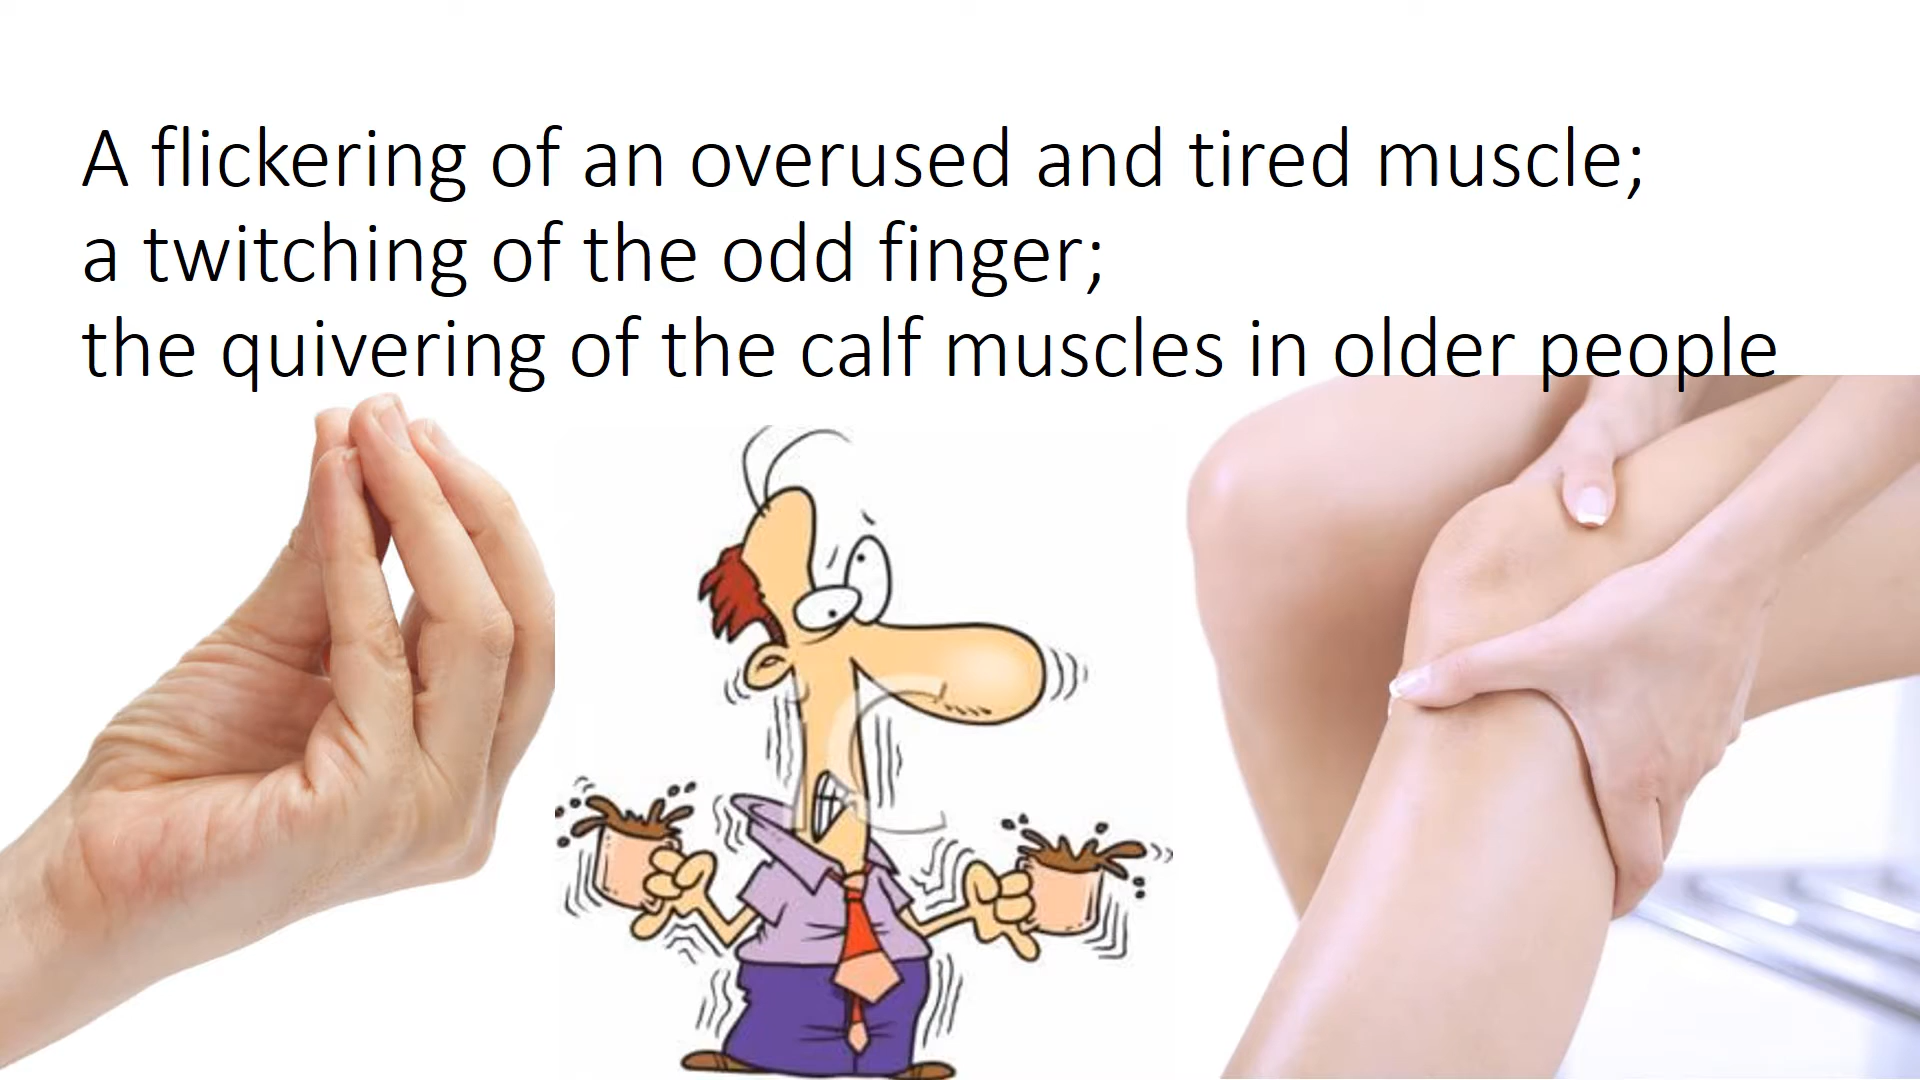 A flickering of an overused and tired muscle;
a twitching of the odd finger;
the quivering of the calf muscles in older people